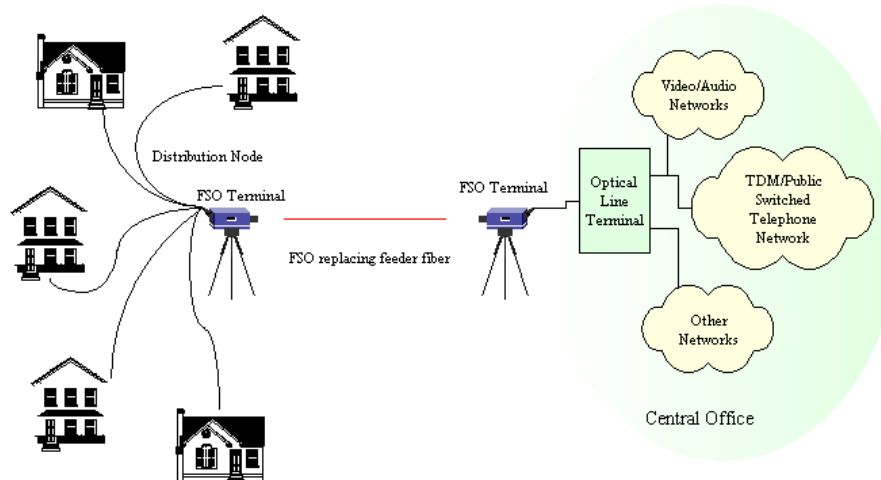 Video/Audio
Networks
Distribution Node
FSO Terminal
FSO Terminal
Optical
Line
Terminal
TDM/Public
Switched
Telephone
Network
FSO replacing feeder fiber
Other
Networks
Central Office